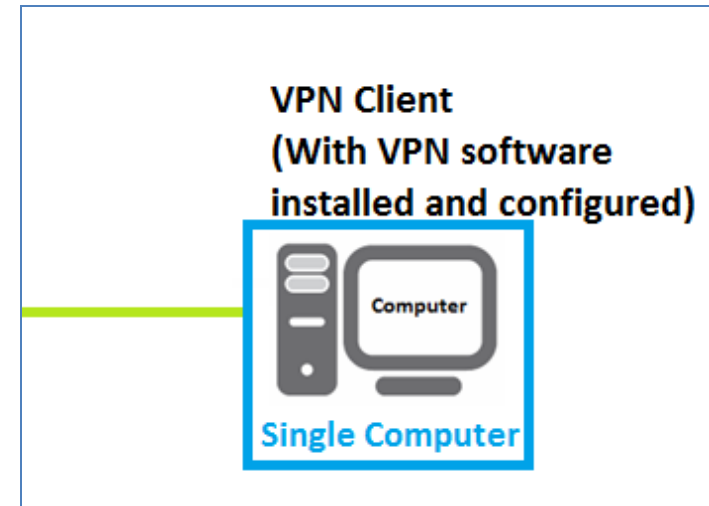 VPN Client
(With VPN software
installed and configured)
Computer
Single Computer